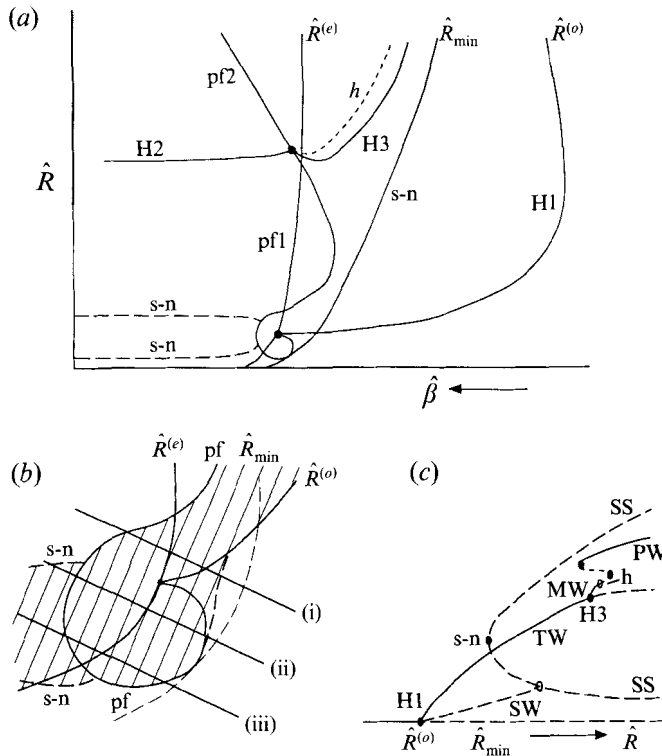 (a)
R̂
R̂^(e)
R̂_min
R̂^(o)
pf2
h
H2
H3
s-n
H1
pf1
s-n
s-n
β̂
(b)
R̂^(e)
pf
R̂_min
R̂^(o)
s-n
(i)
(ii)
s-n
pf
(iii)
(c)
SS
PW
MW
h
H3
s-n
TW
H1
SW
SS
R̂^(o)
R̂_min
R̂